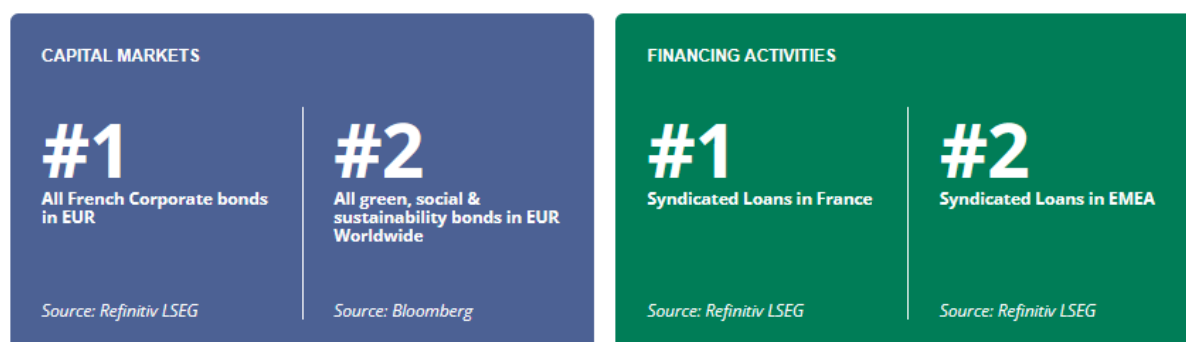 CAPITAL MARKETS
#1
All French Corporate bonds
in EUR
Source: Refinitiv LSEG
#2
All green, social &
sustainability bonds in EUR
Worldwide
Source: Bloomberg
FINANCING ACTIVITIES
#1
Syndicated Loans in France
Source: Refinitiv LSEG
#2
Syndicated Loans in EMEA
Source: Refinitiv LSEG